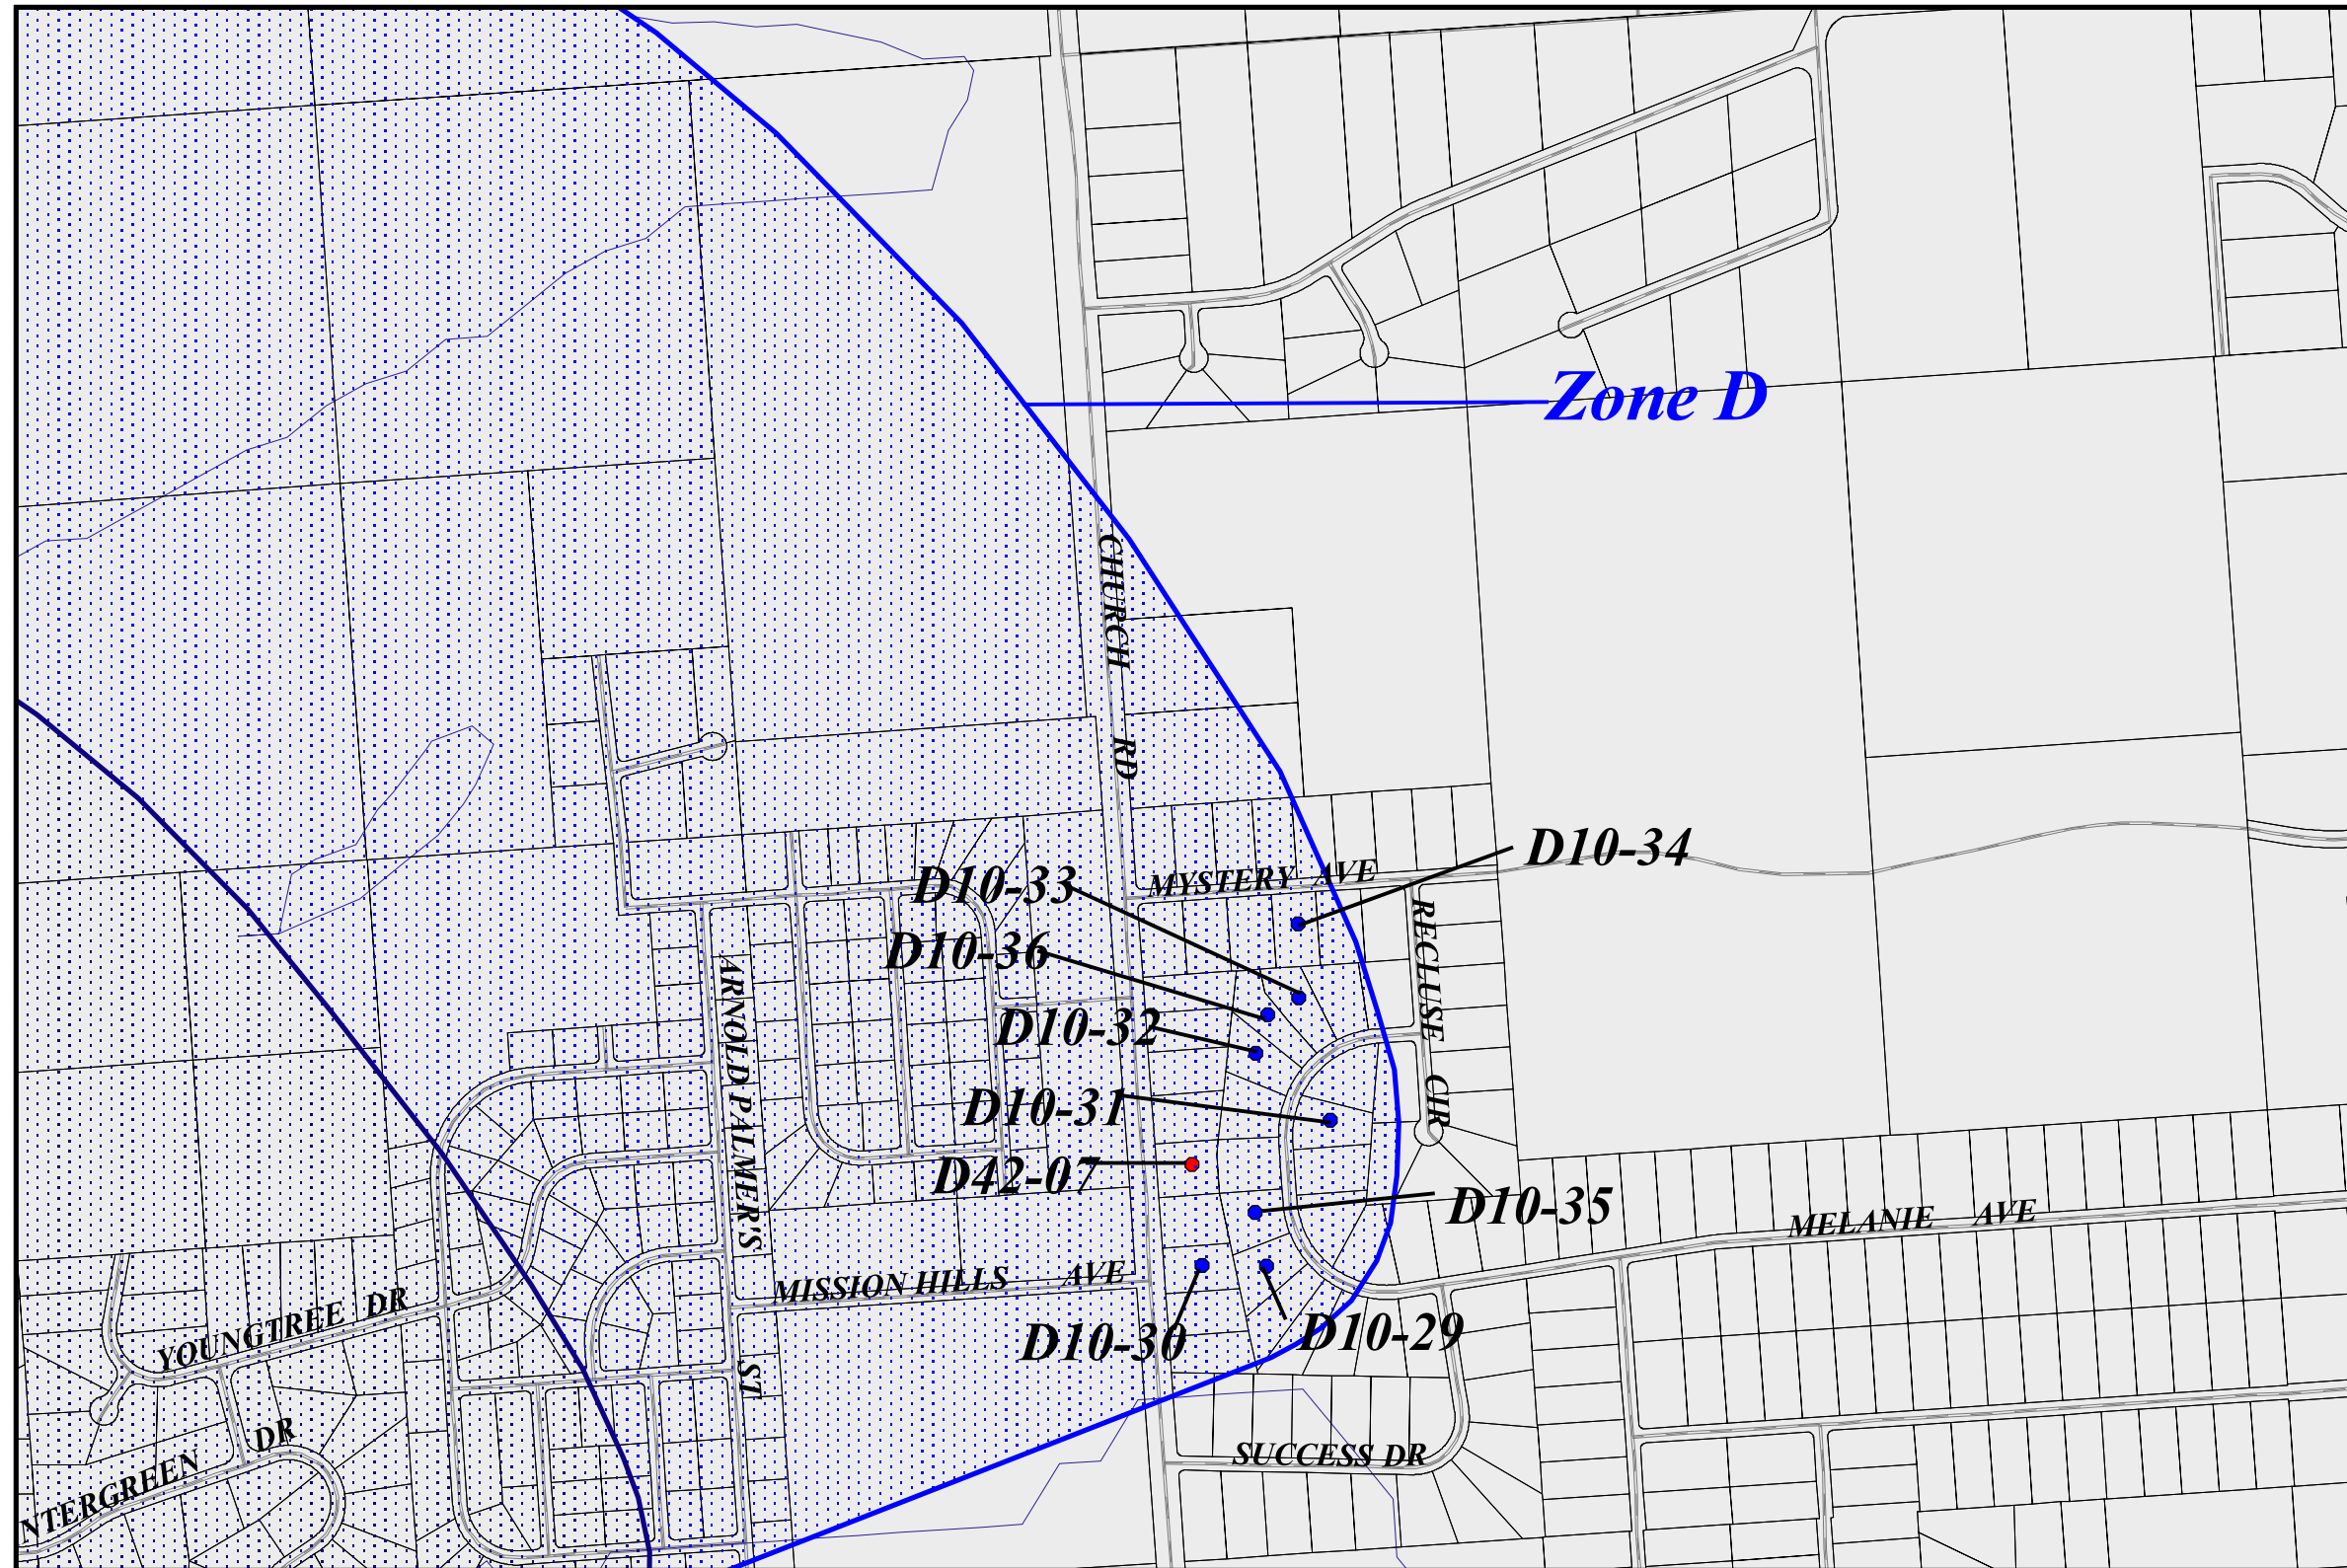 Zone D
CHURCH RD
D10-34
D10-33
MYSTERY AVE
RECLUSE CIR
D10-36
D10-32
ARNOLD PALMER'S ST
D10-31
D42-07
D10-35
MELANIE AVE
MISSION HILLS AVE
YOUNGTREE DR
D10-30
D10-29
NTERGREEN DR
SUCCESS DR